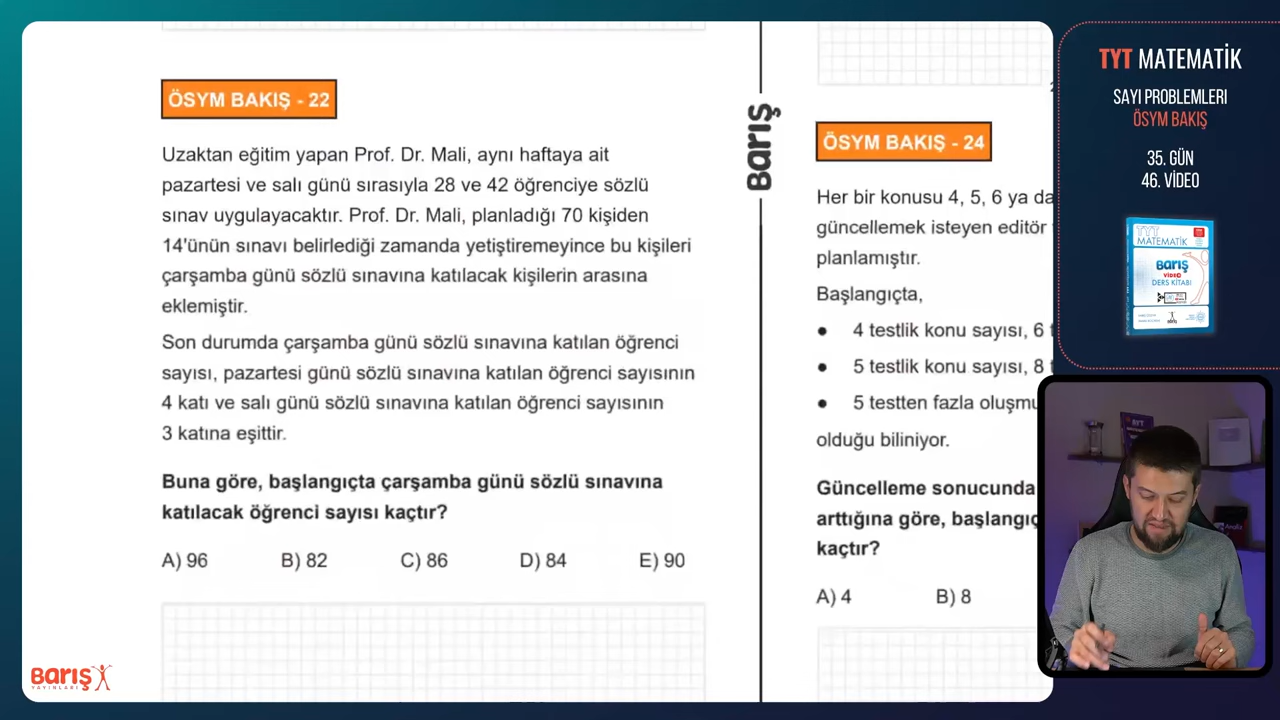 ÖSYM BAKIŞ - 22
Uzaktan eğitim yapan Prof. Dr. Mali, aynı haftaya ait
pazartesi ve salı günü sırasıyla 28 ve 42 öğrenciye sözlü
sınav uygulayacaktır. Prof. Dr. Mali, planladığı 70 kişiden
14'ünün sınavı belirlediği zamanda yetiştiremeyince bu kişileri
çarşamba günü sözlü sınavına katılacak kişilerin arasına
eklemiştir.
Son durumda çarşamba günü sözlü sınavına katılan öğrenci
sayısı, pazartesi günü sözlü sınavına katılan öğrenci sayısının
4 katı ve salı günü sözlü sınavına katılan öğrenci sayısının
3 katına eşittir.
Buna göre, başlangıçta çarşamba günü sözlü sınavına
katılacak öğrenci sayısı kaçtır?
A) 96 B) 82 C) 86 D) 84 E) 90
BARIŞ YAYINLARI
Barış
ÖSYM BAKIŞ - 24
Her bir konusu 4, 5, 6 ya da
güncellemek isteyen editör
planlamıştır.
Başlangıçta,
• 4 testlik konu sayısı, 6
• 5 testlik konu sayısı, 8
• 5 testten fazla oluşmu
olduğu biliniyor.
Güncelleme sonucunda
arttığına göre, başlangıç
kaçtır?
A) 4 B) 8
TYT MATEMATİK
SAYI PROBLEMLERI
ÖSYM BAKIŞ
35. GÜN
46. VİDEO
TYT
MATEMATİK
Barış
VİDEO
DERS KİTABI